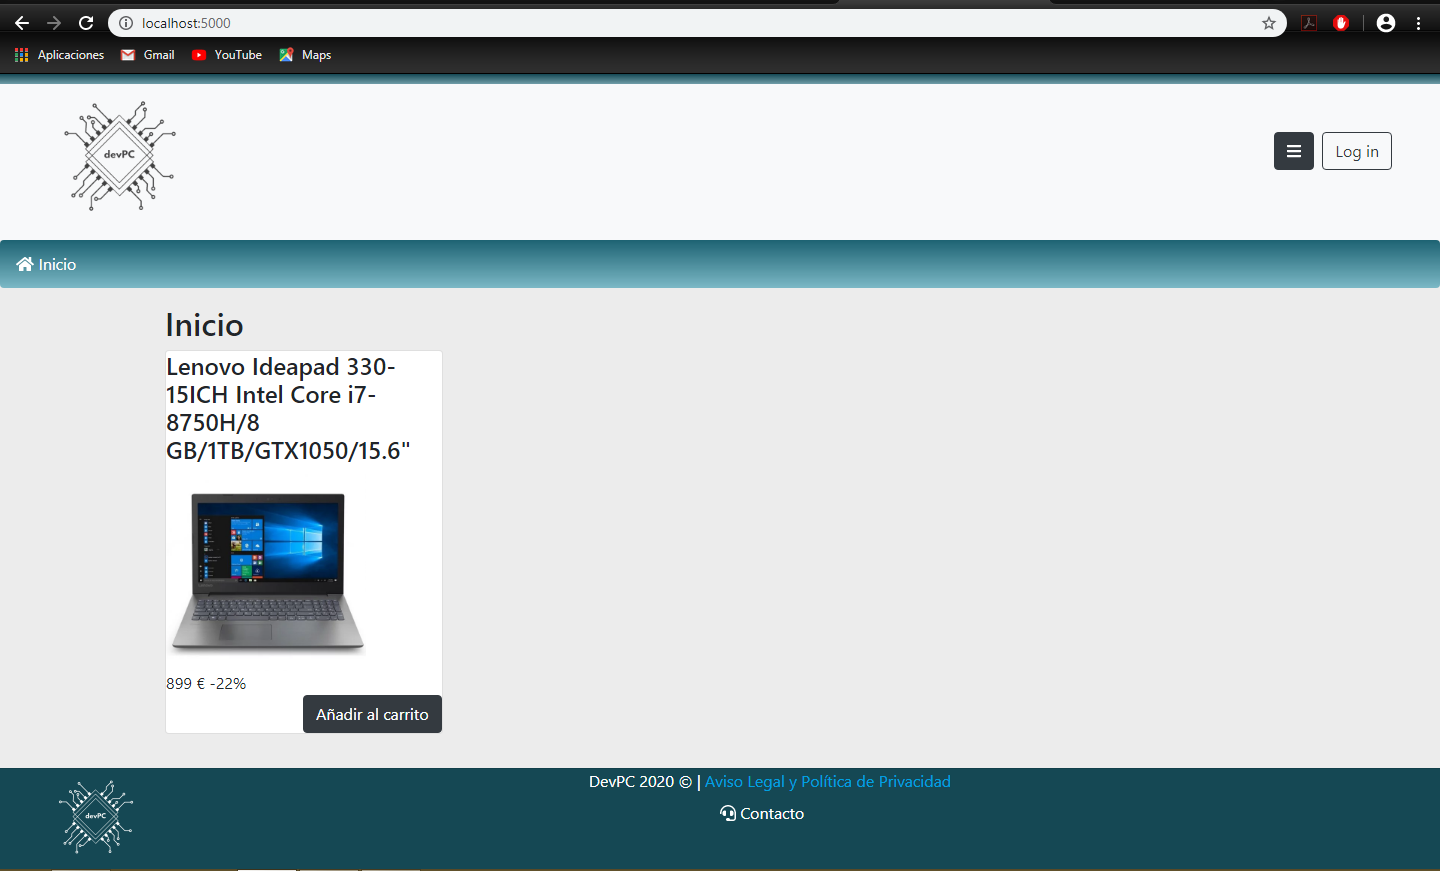 localhost:5000
Aplicaciones Gmail YouTube Maps
devPC
Log in
Inicio
Inicio
Lenovo Ideapad 330-
15ICH Intel Core i7-
8750H/8
GB/1TB/GTX1050/15.6"
899 € -22%
Añadir al carrito
devPC
DevPC 2020 © | Aviso Legal y Política de Privacidad
Contacto